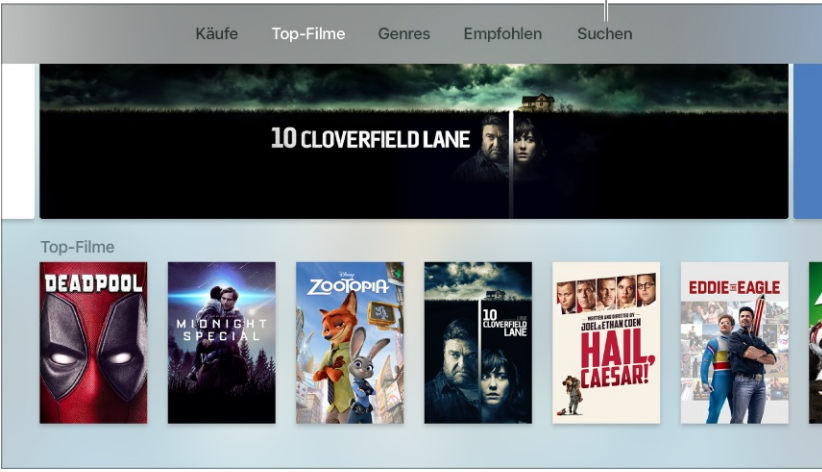 Käufe Top-Filme Genres Empfohlen Suchen
10 CLOVERFIELD LANE
Top-Filme
DEADPOOL
MIDNIGHT
SPECIAL
Disney
ZOOTOPIA
10
CLOVERFIELD
LANE
WRITTEN AND DIRECTED BY
JOEL & ETHAN COEN
HAIL,
CAESAR!
EDDIE THE EAGLE